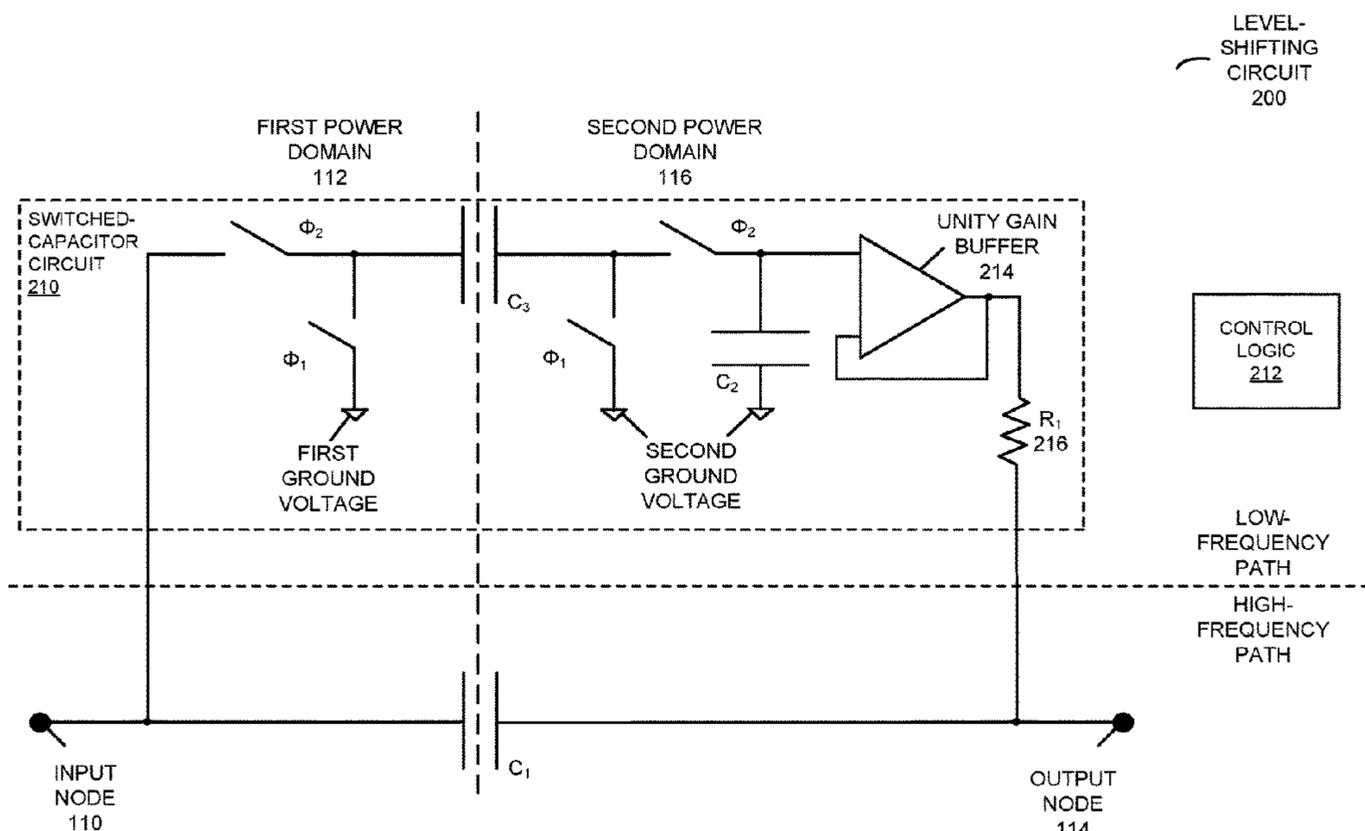 LEVEL-
SHIFTING
CIRCUIT
200
FIRST POWER
DOMAIN
112
SECOND POWER
DOMAIN
116
SWITCHED-
CAPACITOR
CIRCUIT
210
Φ2
Φ2
UNITY GAIN
BUFFER
214
C3
Φ1
Φ1
C2
CONTROL
LOGIC
212
R1
216
FIRST
GROUND
VOLTAGE
SECOND
GROUND
VOLTAGE
LOW-
FREQUENCY
PATH
HIGH-
FREQUENCY
PATH
C1
INPUT
NODE
110
OUTPUT
NODE
114